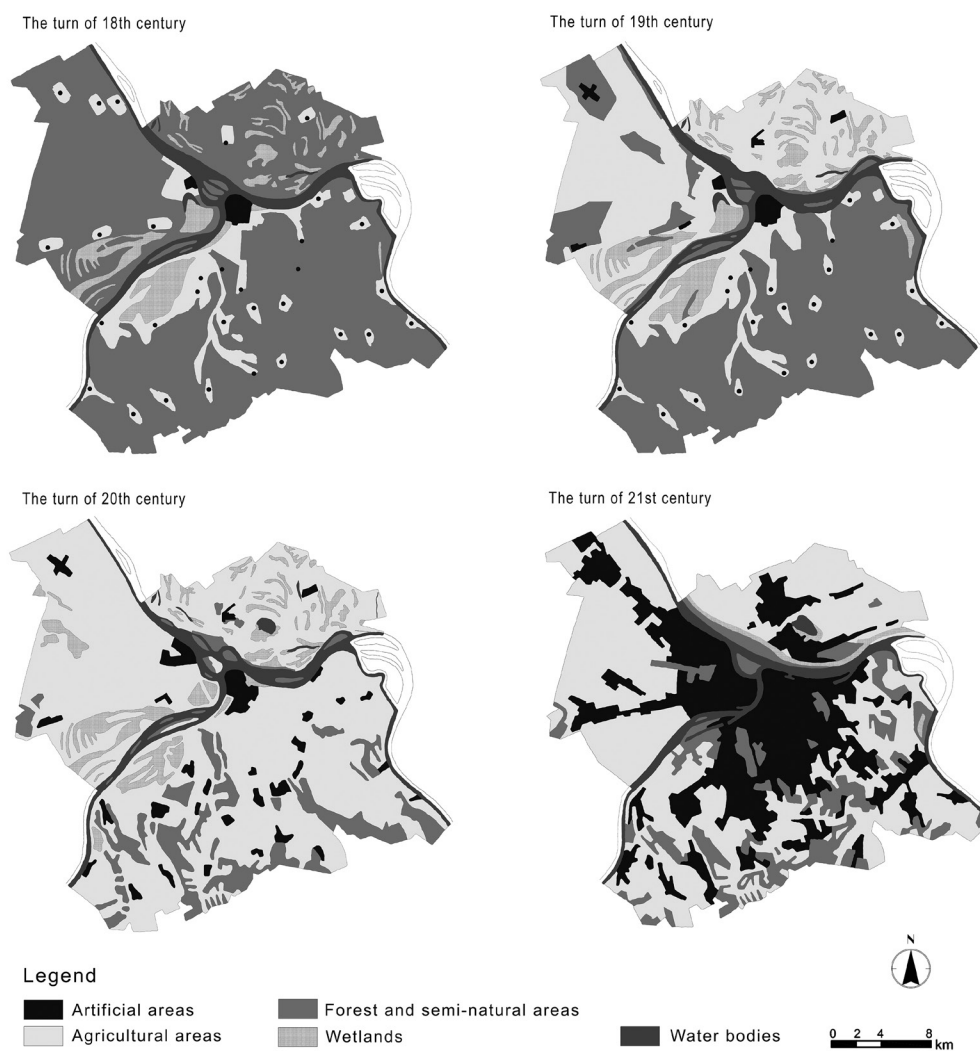 The turn of 18th century
The turn of 19th century
The turn of 20th century
The turn of 21st century
N
Legend
Artificial areas
Forest and semi-natural areas
Agricultural areas
Wetlands
Water bodies
0 2 4 8
km